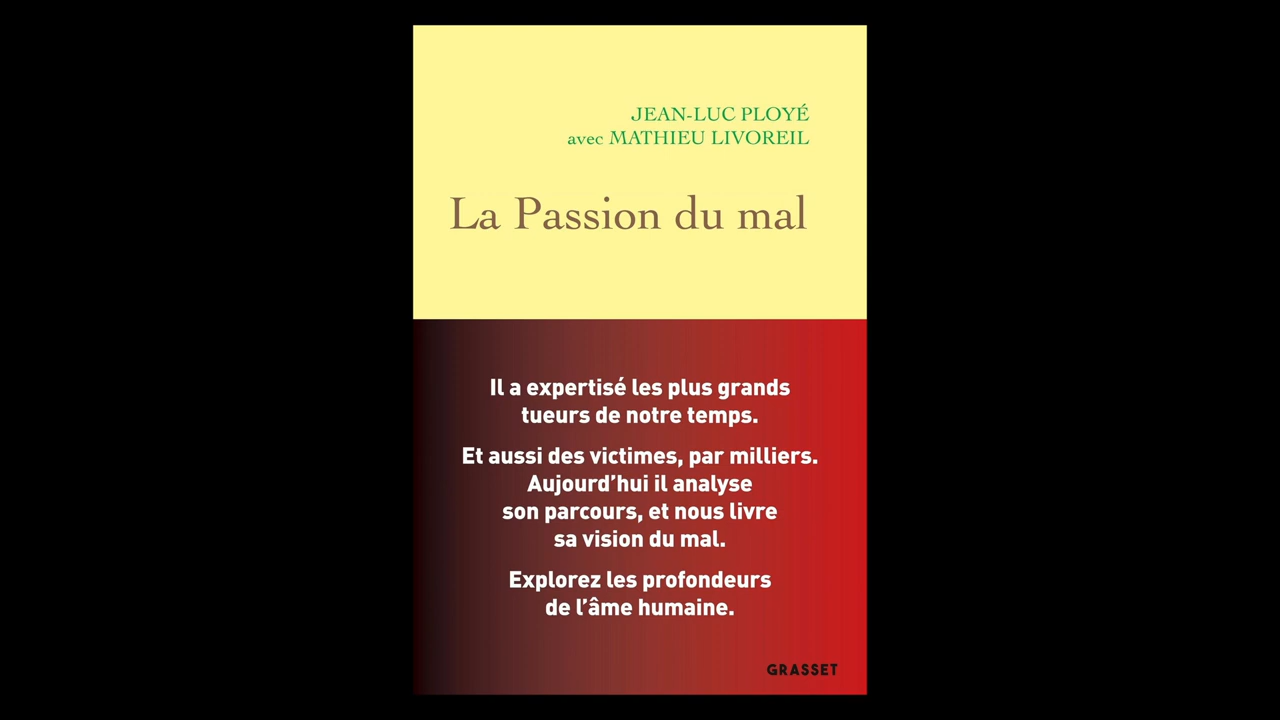 JEAN-LUC PLOYÉ
avec MATHIEU LIVOREIL
La Passion du mal
Il a expertisé les plus grands
tueurs de notre temps.
Et aussi des victimes, par milliers.
Aujourd'hui il analyse
son parcours, et nous livre
sa vision du mal.
Explorez les profondeurs
de l'âme humaine.
GRASSET